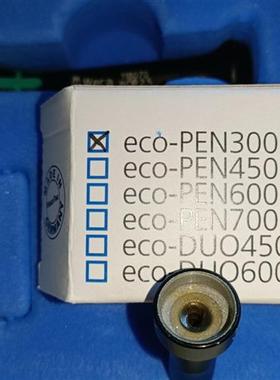 ☒ eco-PEN300
☐ eco-PEN450
☐ eco-PEN600
☐ eco-PEN700
☐ eco-DUO450
☐ eco-DUO600